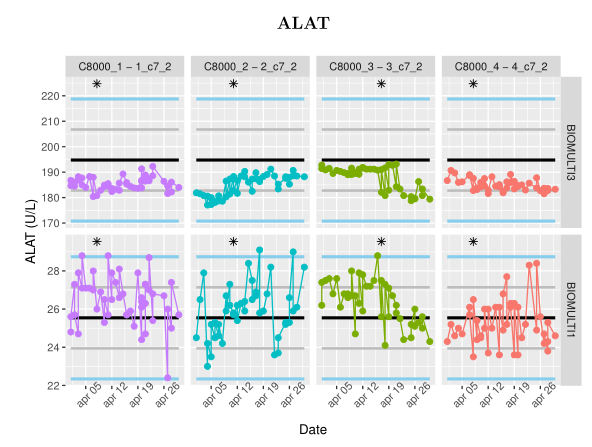 ALAT
C8000_1 − 1_c7_2 C8000_2 − 2_c7_2 C8000_3 − 3_c7_2 C8000_4 − 4_c7_2
* * * *
220
210
200
190
180
170
BIOMULTI3
ALAT (U/L)
* * * *
28
26
24
22
BIOMULTI1
apr 05 apr 12 apr 19 apr 26 apr 05 apr 12 apr 19 apr 26 apr 05 apr 12 apr 19 apr 26 apr 05 apr 12 apr 19 apr 26
Date